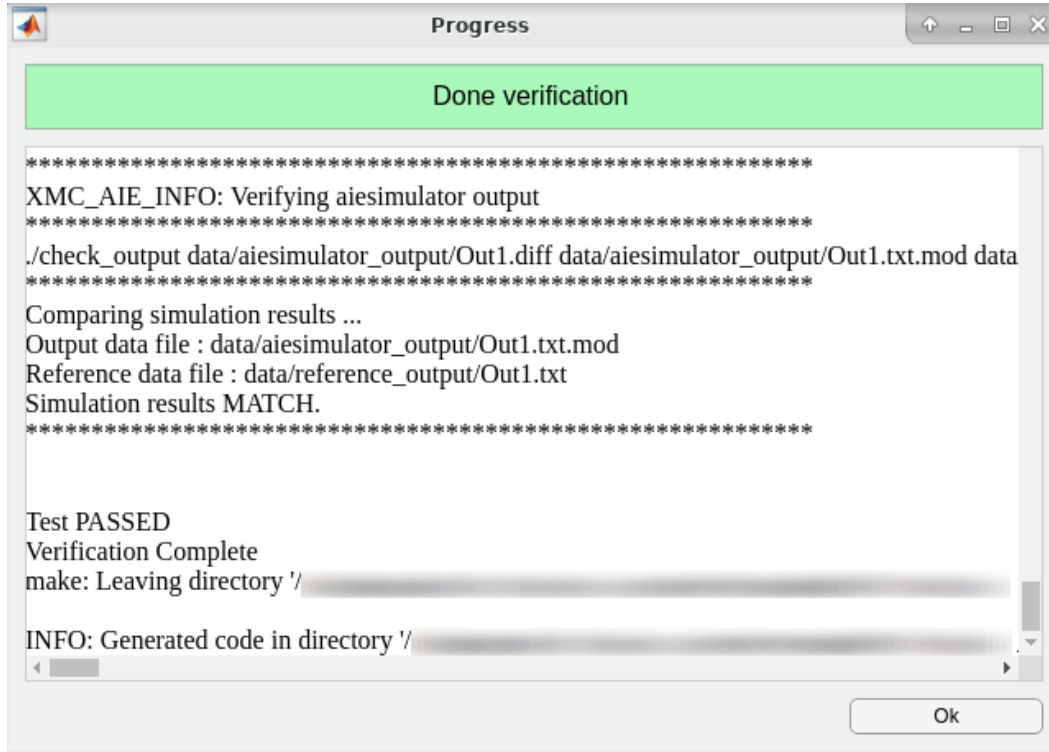 Progress
Done verification
************************************************************
XMC_AIE_INFO: Verifying aiesimulator output
************************************************************
./check_output data/aiesimulator_output/Out1.diff data/aiesimulator_output/Out1.txt.mod data
************************************************************
Comparing simulation results ...
Output data file : data/aiesimulator_output/Out1.txt.mod
Reference data file : data/reference_output/Out1.txt
Simulation results MATCH.
************************************************************
Test PASSED
Verification Complete
make: Leaving directory '/
INFO: Generated code in directory '/
Ok